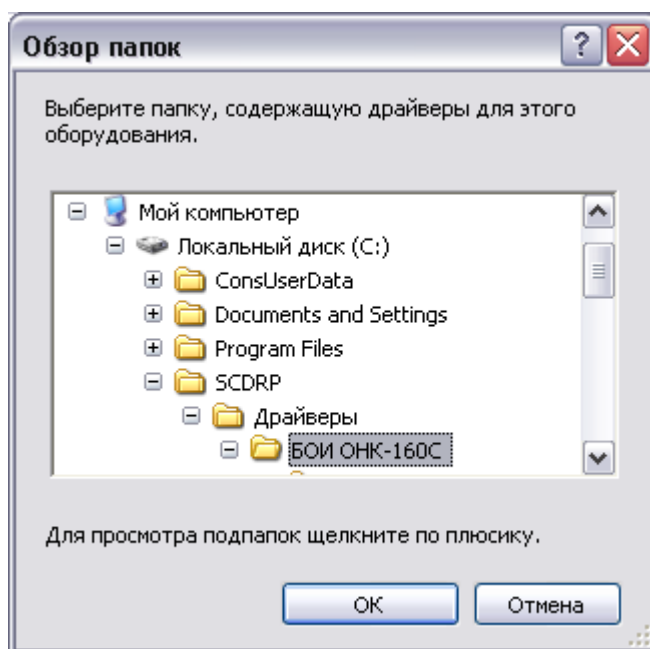 Обзор папок
Выберите папку, содержащую драйверы для этого
оборудования.
Мой компьютер
Локальный диск (C:)
ConsUserData
Documents and Settings
Program Files
SCDRP
Драйверы
БОИ ОНК-160С
Для просмотра подпапок щелкните по плюсику.
ОК Отмена